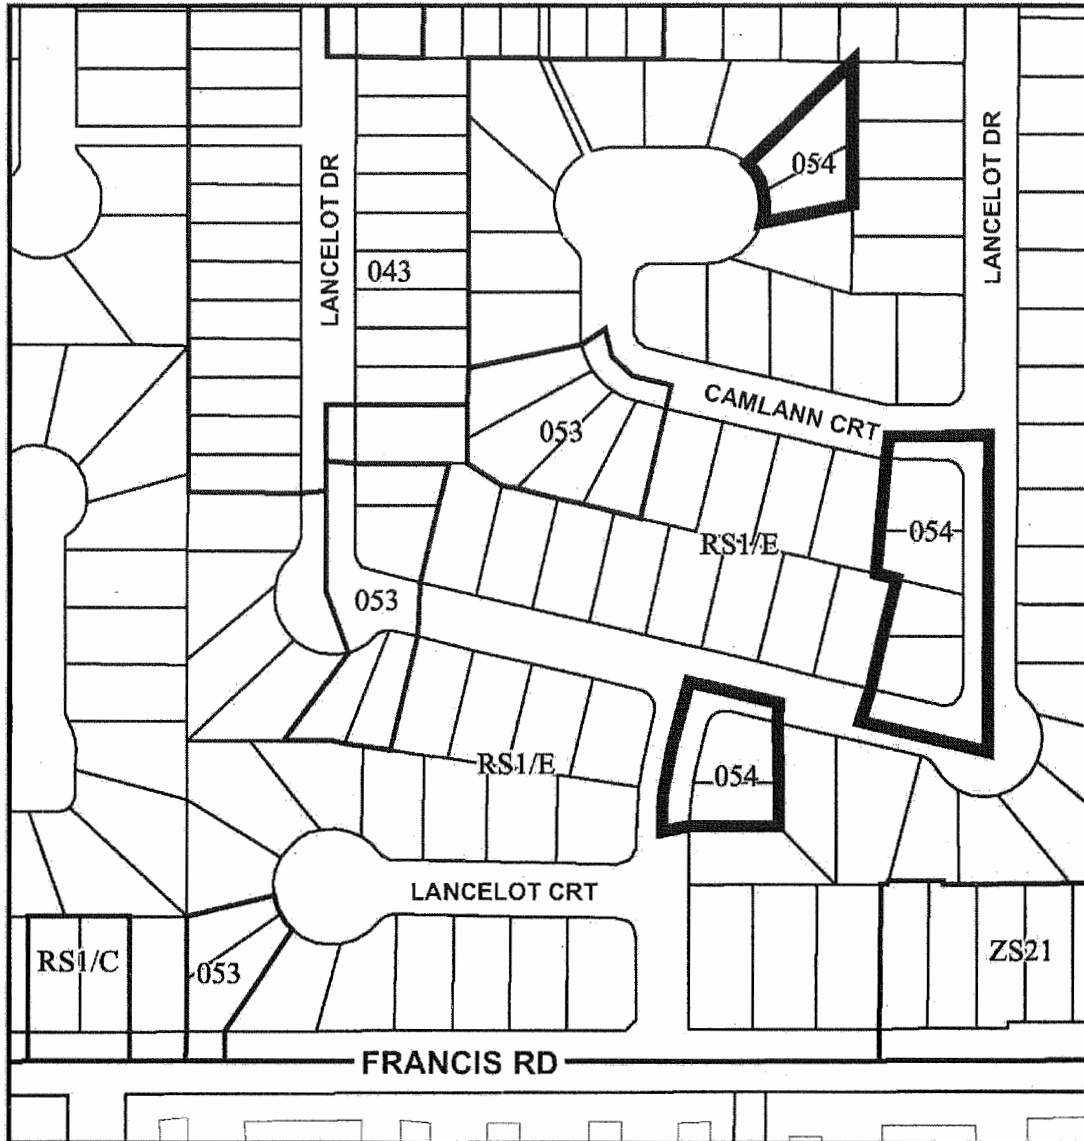 054
LANCELOT DR
LANCELOT DR
043
CAMLANN CRT
053
054
RS1/E
053
RS1/E
054
LANCELOT CRT
RS1/C
053
ZS21
FRANCIS RD